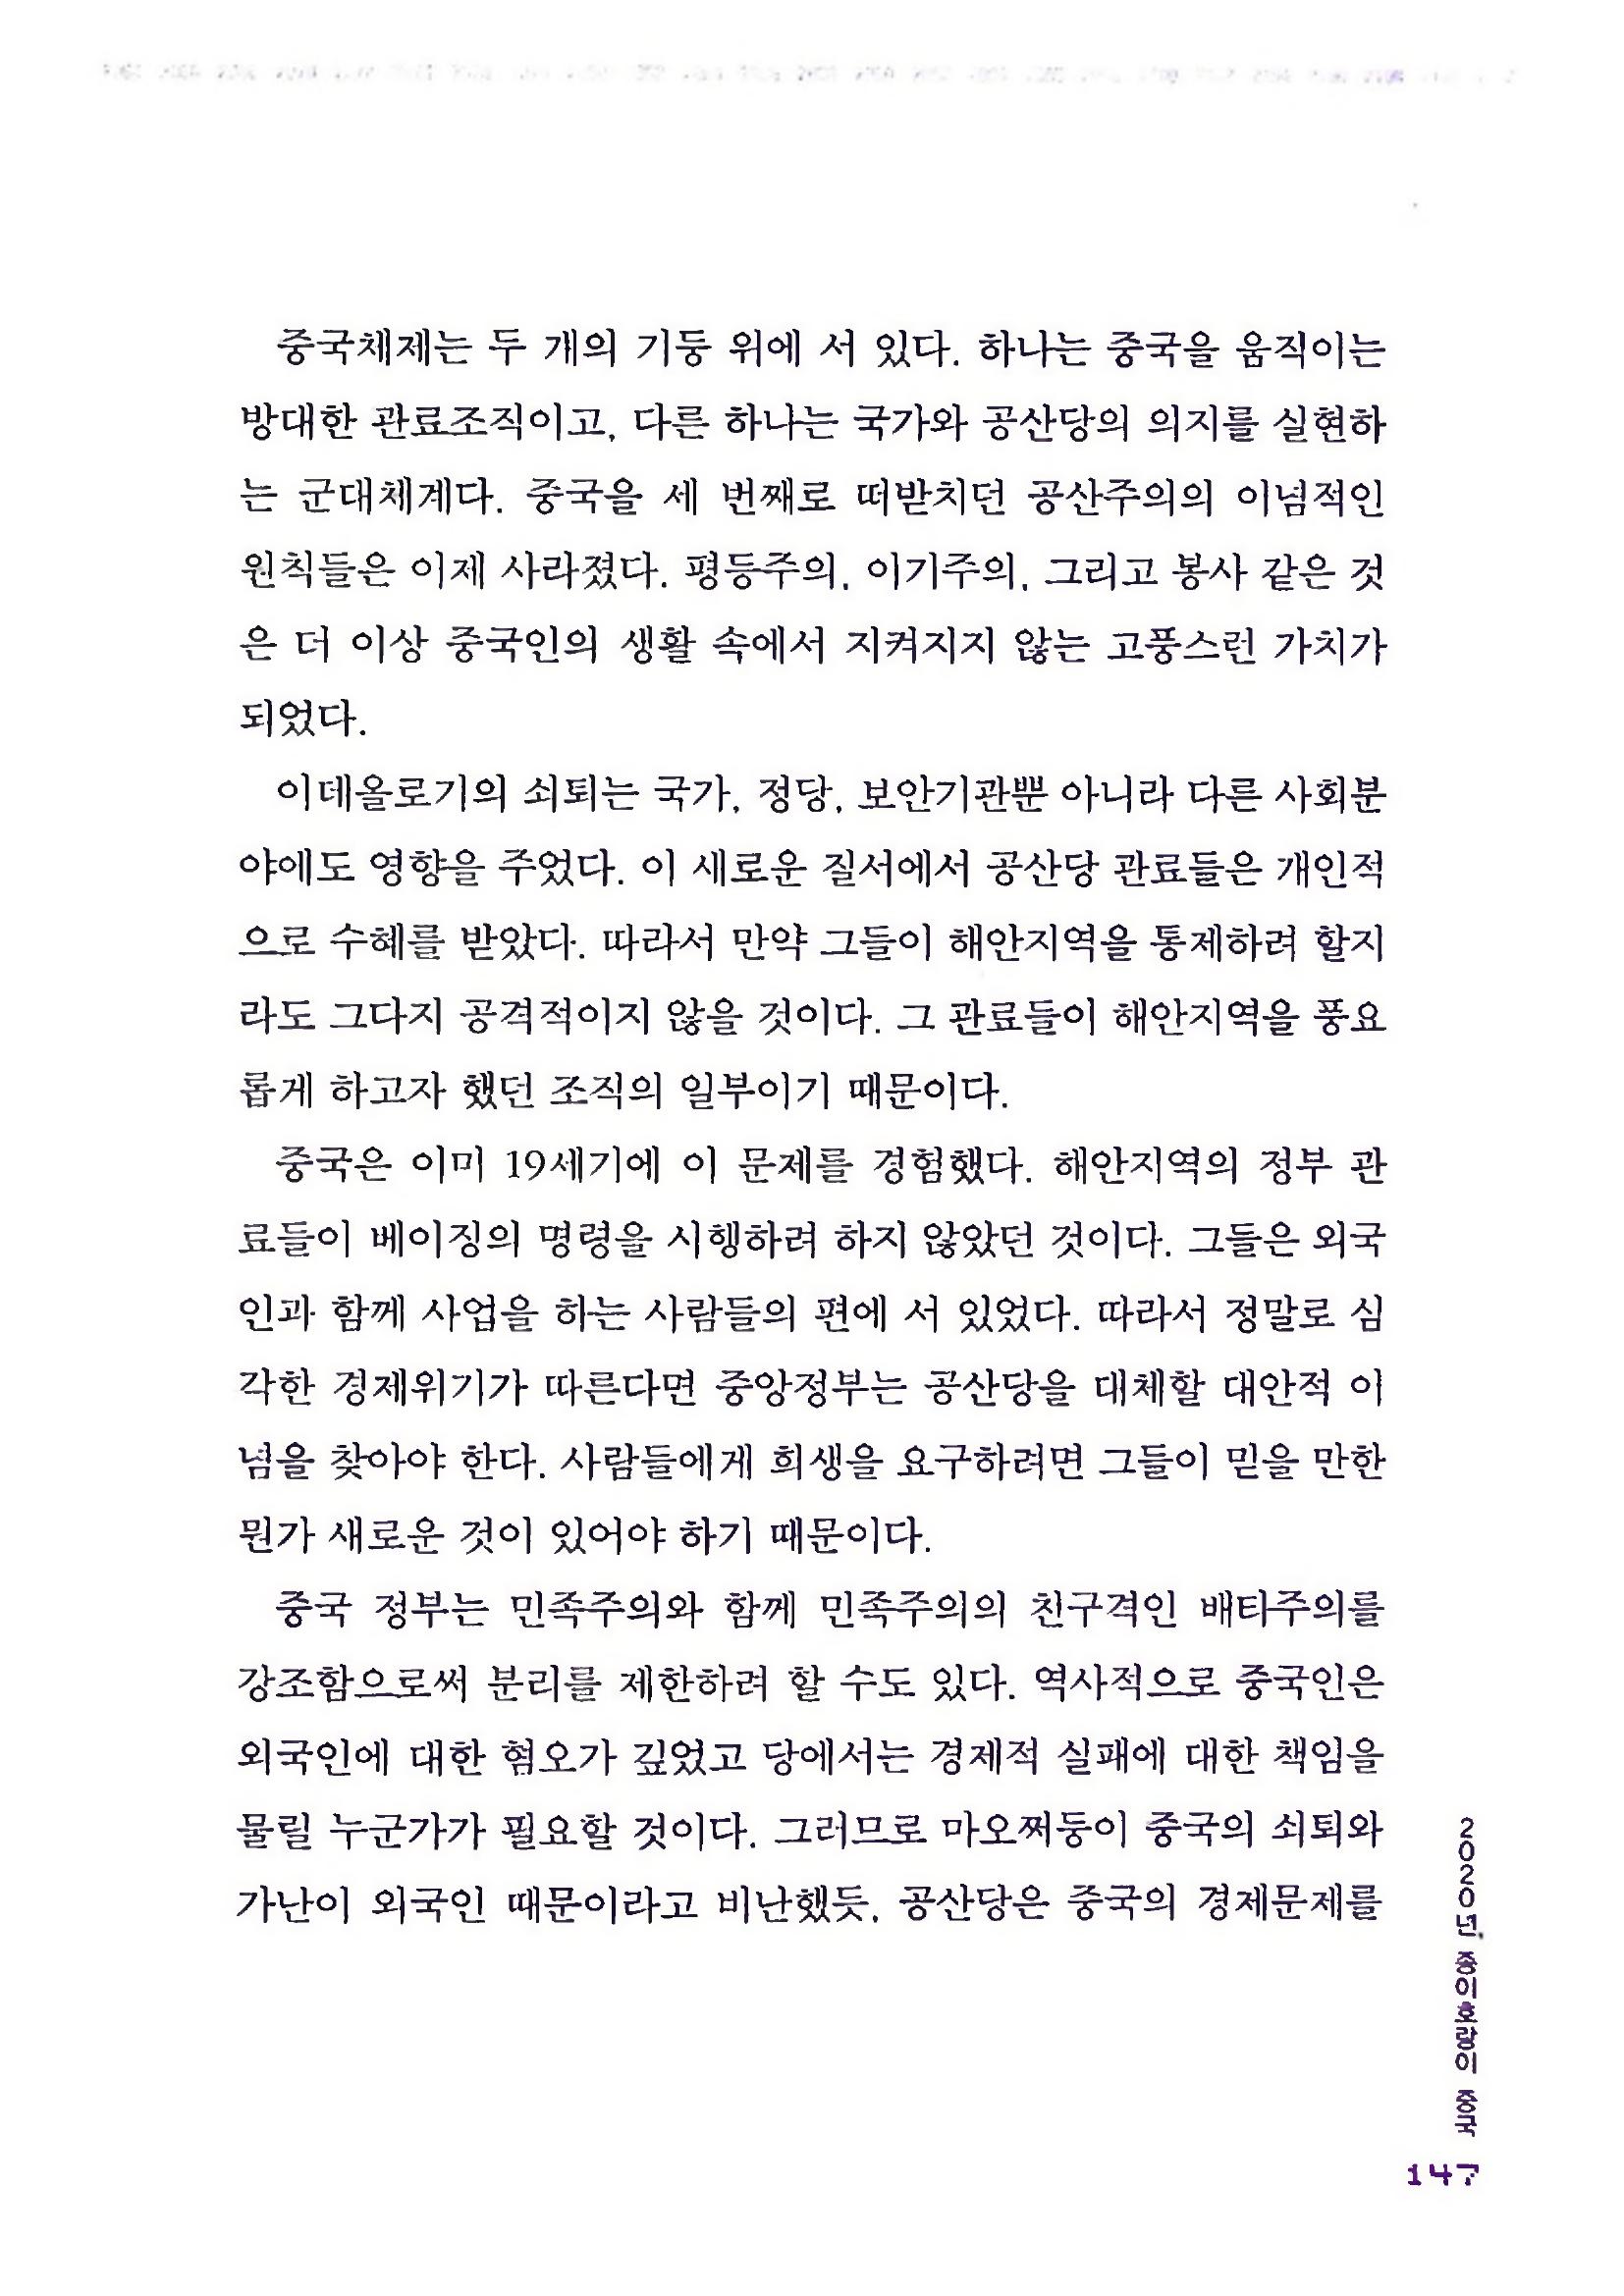 중국체제는 두 개의 기둥 위에 서 있다. 하나는 중국을 움직이는
방대한 관료조직이고, 다른 하나는 국가와 공산당의 의지를 실현하
는 군대체계다. 중국을 세 번째로 떠받치던 공산주의의 이념적인
원칙들은 이제 사라졌다. 평등주의, 이기주의, 그리고 봉사 같은 것
은 더 이상 중국인의 생활 속에서 지켜지지 않는 고풍스런 가치가
되었다.
이데올로기의 쇠퇴는 국가, 정당, 보안기관뿐 아니라 다른 사회분
야에도 영향을 주었다. 이 새로운 질서에서 공산당 관료들은 개인적
으로 수혜를 받았다. 따라서 만약 그들이 해안지역을 통제하려 할지
라도 그다지 공격적이지 않을 것이다. 그 관료들이 해안지역을 풍요
롭게 하고자 했던 조직의 일부이기 때문이다.
중국은 이미 19세기에 이 문제를 경험했다. 해안지역의 정부 관
료들이 베이징의 명령을 시행하려 하지 않았던 것이다. 그들은 외국
인과 함께 사업을 하는 사람들의 편에 서 있었다. 따라서 정말로 심
각한 경제위기가 따른다면 중앙정부는 공산당을 대체할 대안적 이
념을 찾아야 한다. 사람들에게 희생을 요구하려면 그들이 믿을 만한
뭔가 새로운 것이 있어야 하기 때문이다.
중국 정부는 민족주의와 함께 민족주의의 친구격인 배타주의를
강조함으로써 분리를 제한하려 할 수도 있다. 역사적으로 중국인은
외국인에 대한 혐오가 깊었고 당에서는 경제적 실패에 대한 책임을
물릴 누군가가 필요할 것이다. 그러므로 마오쩌둥이 중국의 쇠퇴와
가난이 외국인 때문이라고 비난했듯, 공산당은 중국의 경제문제를
2020년, 종이호랑이 중국
147